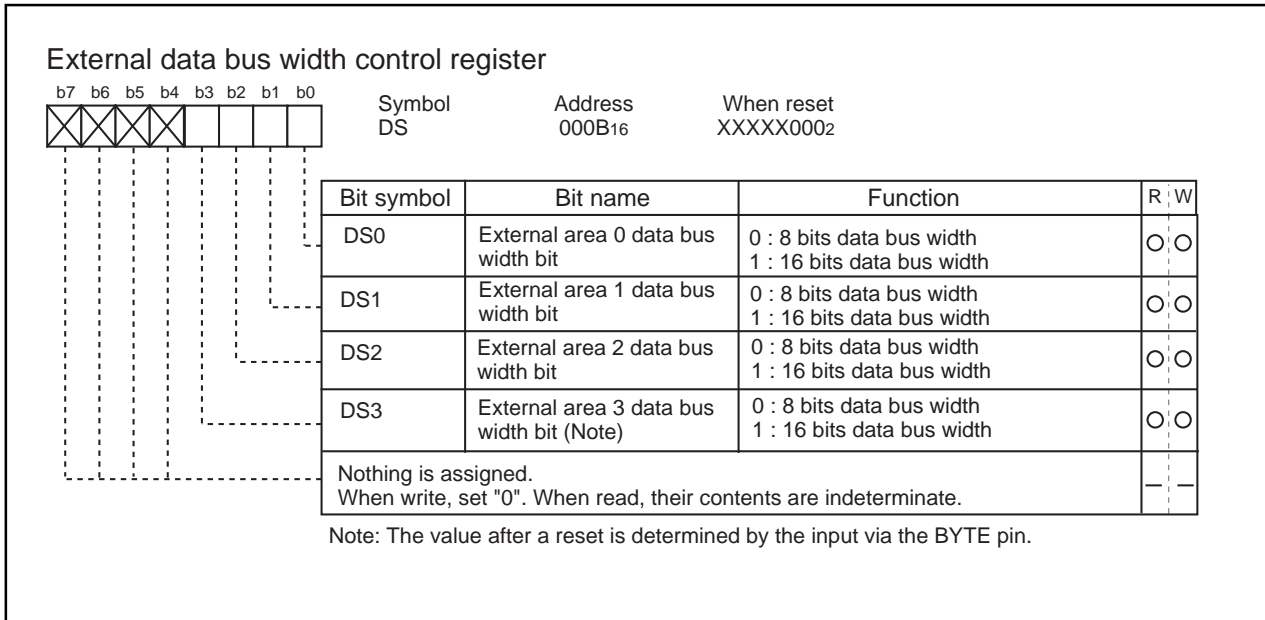 External data bus width control register
b7 b6 b5 b4 b3 b2 b1 b0
Symbol Address When reset
DS 000B16 XXXXX0002
Bit symbol Bit name Function R W
DS0 External area 0 data bus width bit 0 : 8 bits data bus width
1 : 16 bits data bus width
DS1 External area 1 data bus width bit 0 : 8 bits data bus width
1 : 16 bits data bus width
DS2 External area 2 data bus width bit 0 : 8 bits data bus width
1 : 16 bits data bus width
DS3 External area 3 data bus width bit (Note) 0 : 8 bits data bus width
1 : 16 bits data bus width
Nothing is assigned.
When write, set "0". When read, their contents are indeterminate.
Note: The value after a reset is determined by the input via the BYTE pin.